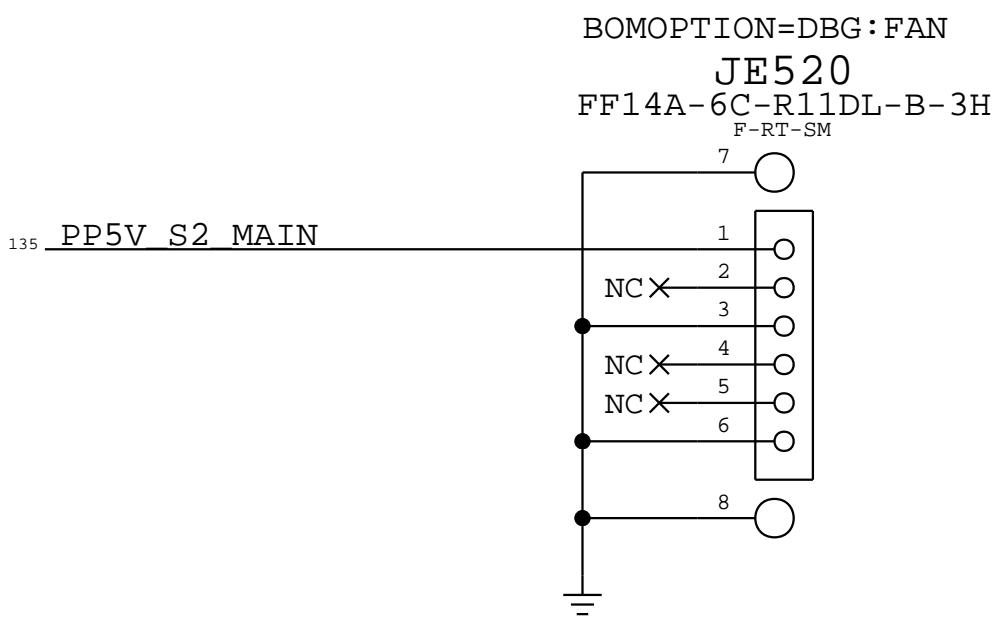 BOMOPTION=DBG:FAN
JE520
FF14A-6C-R11DL-B-3H
F-RT-SM
7
135 PP5V_S2_MAIN
1
2
NC
3
4
NC
5
NC
6
8